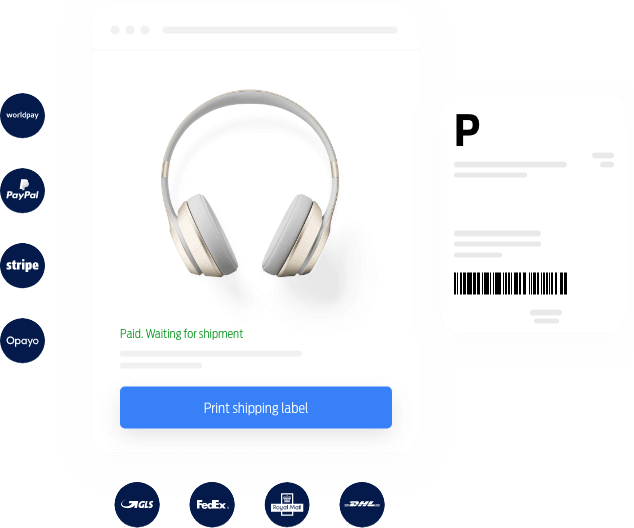 worldpay
PayPal
stripe
Opayo
P
Paid. Waiting for shipment
Print shipping label
GLS
FedEx
Royal Mail
DHL